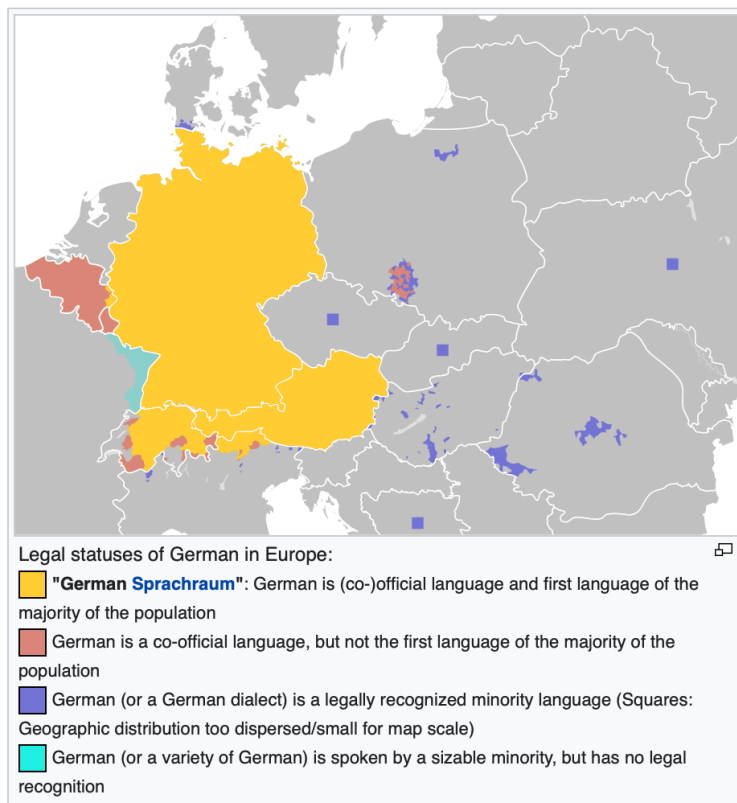 Legal statuses of German in Europe:
"German Sprachraum": German is (co-)official language and first language of the
majority of the population
German is a co-official language, but not the first language of the majority of the
population
German (or a German dialect) is a legally recognized minority language (Squares:
Geographic distribution too dispersed/small for map scale)
German (or a variety of German) is spoken by a sizable minority, but has no legal
recognition